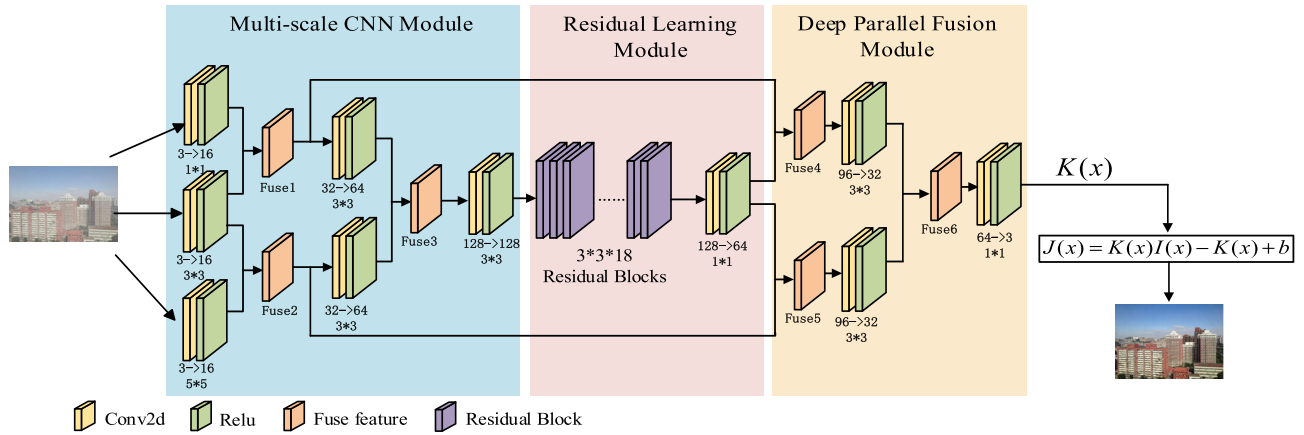 Multi-scale CNN Module
Residual Learning
Module
Deep Parallel Fusion
Module
3->16
1*1
Fuse1
32->64
3*3
3->16
3*3
Fuse2
32->64
3*3
3->16
5*5
Fuse3
128->128
3*3
......
3*3*18
Residual Blocks
128->64
1*1
Fuse4
96->32
3*3
Fuse5
96->32
3*3
Fuse6
64->3
1*1
K(x)
J(x) = K(x)I(x) − K(x) + b
Conv2d
Relu
Fuse feature
Residual Block